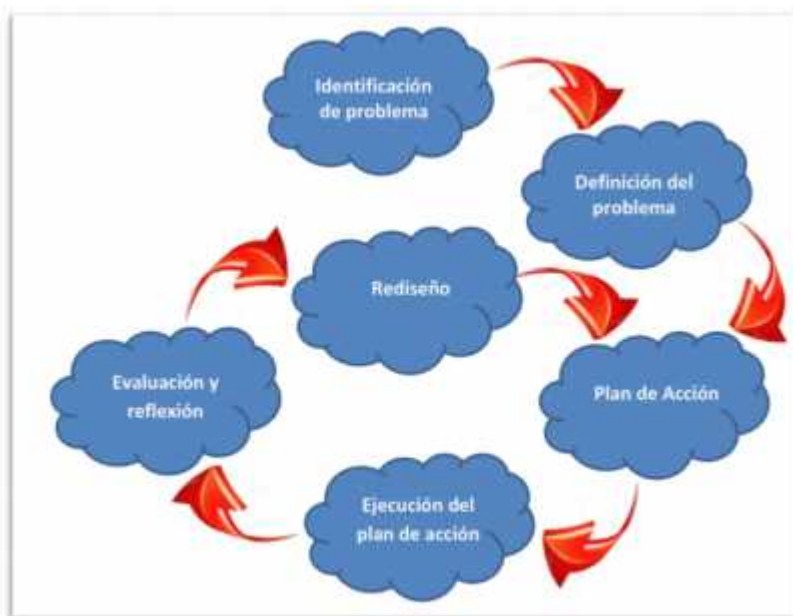 Identificación
de problema
Definición del
problema
Rediseño
Evaluación y
reflexión
Plan de Acción
Ejecución del
plan de acción